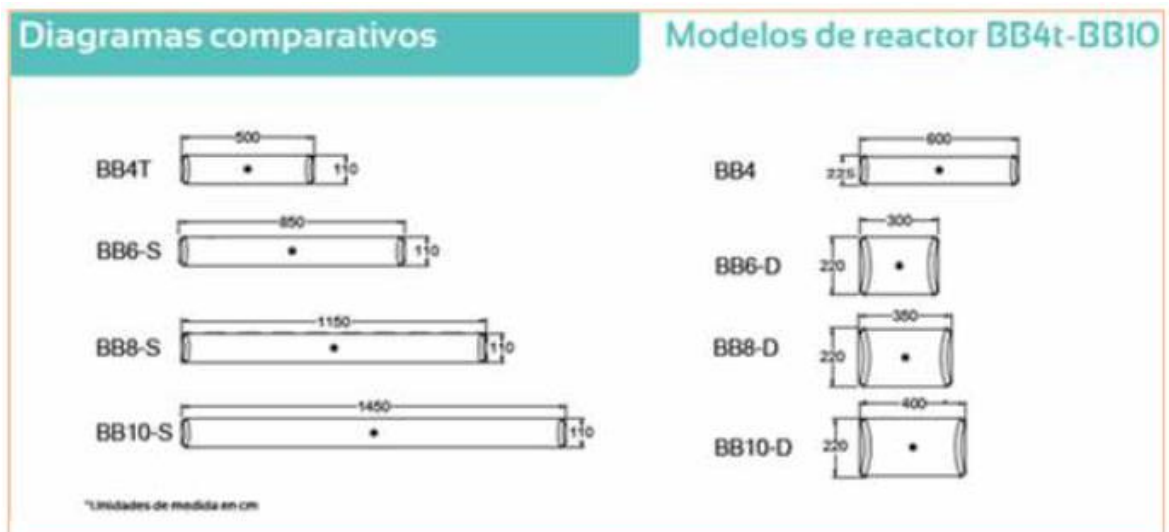 Diagramas comparativos
Modelos de reactor BB4t-BB10
500
BB4T
110
850
BB6-S
110
1150
BB8-S
110
1450
BB10-S
110
600
BB4
225
300
BB6-D
220
350
BB8-D
220
400
BB10-D
220
*Unidades de medida en cm